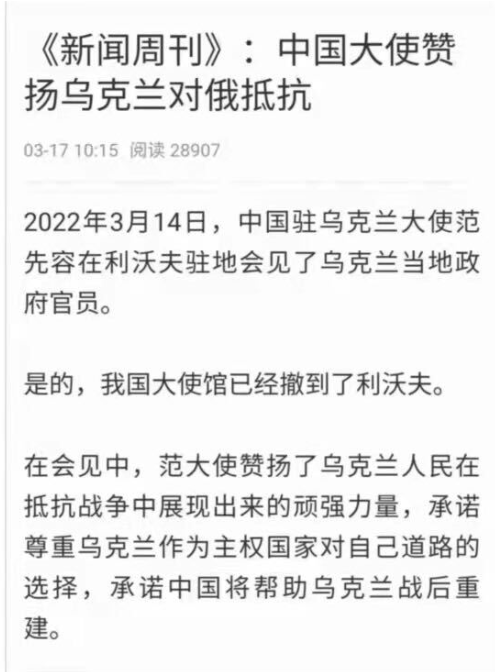 《新闻周刊》：中国大使赞
扬乌克兰对俄抵抗
03-17 10:15 阅读 28907
2022年3月14日，中国驻乌克兰大使范
先容在利沃夫驻地会见了乌克兰当地政
府官员。
是的，我国大使馆已经撤到了利沃夫。
在会见中，范大使赞扬了乌克兰人民在
抵抗战争中展现出来的顽强力量，承诺
尊重乌克兰作为主权国家对自己道路的
选择，承诺中国将帮助乌克兰战后重
建。